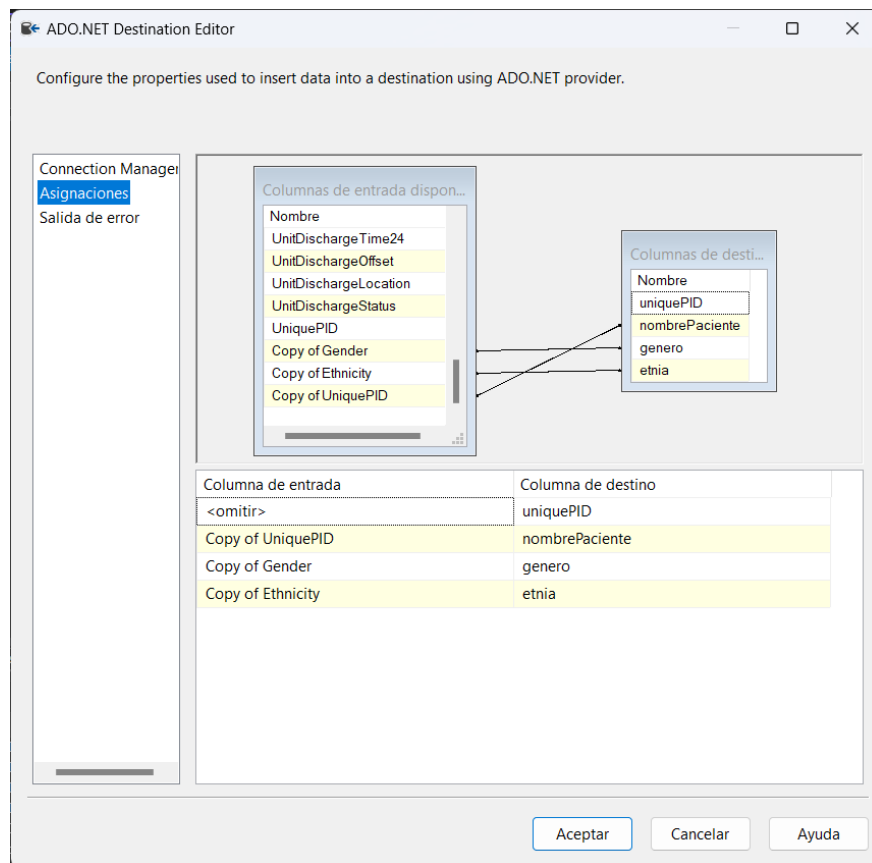 ADO.NET Destination Editor
Configure the properties used to insert data into a destination using ADO.NET provider.
Connection Manager
Asignaciones
Salida de error
Columnas de entrada dispon...
Nombre
UnitDischargeTime24
UnitDischargeOffset
UnitDischargeLocation
UnitDischargeStatus
UniquePID
Copy of Gender
Copy of Ethnicity
Copy of UniquePID
Columnas de desti...
Nombre
uniquePID
nombrePaciente
genero
etnia
Columna de entrada Columna de destino
<omitir> uniquePID
Copy of UniquePID nombrePaciente
Copy of Gender genero
Copy of Ethnicity etnia
Aceptar Cancelar Ayuda